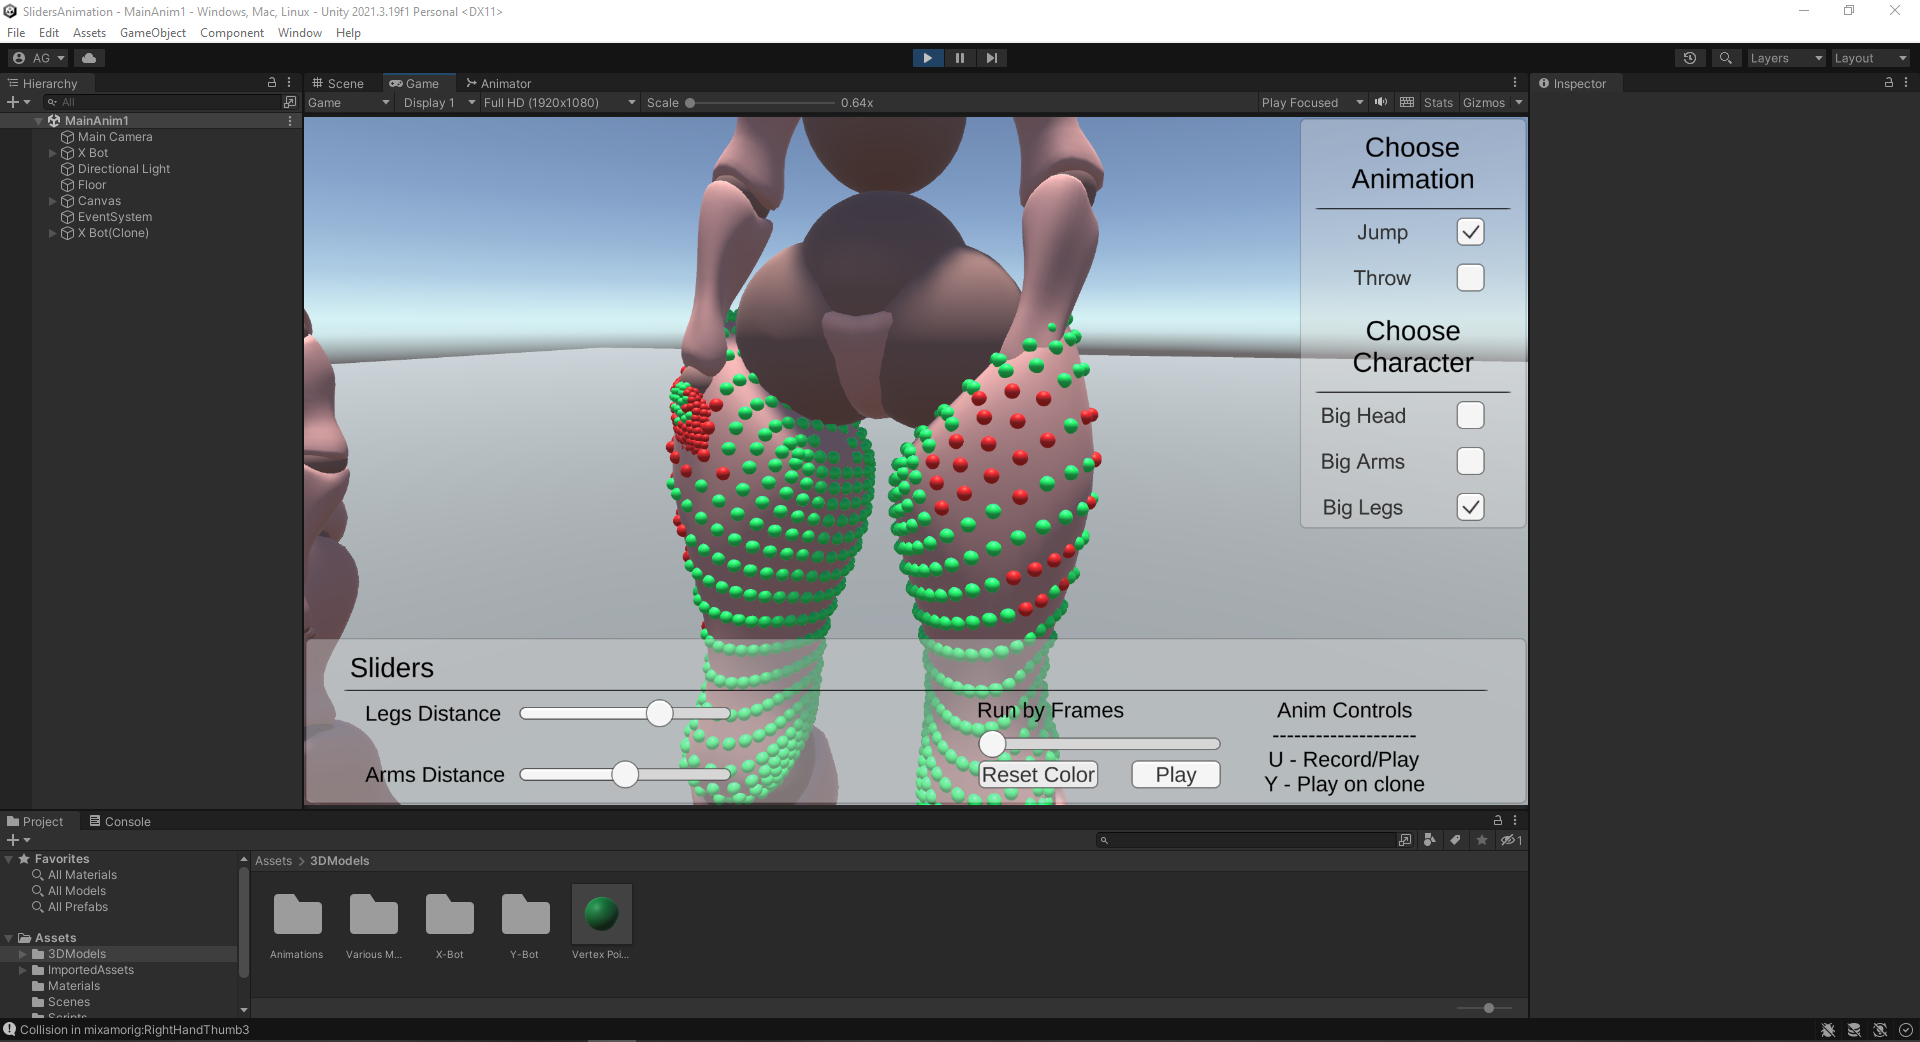 SlidersAnimation - MainAnim1 - Windows, Mac, Linux - Unity 2021.3.19f1 Personal <DX11>
File Edit Assets GameObject Component Window Help
AG
Layers
Layout
Hierarchy
Scene
Game
Animator
Inspector
All
Game
Display 1
Full HD (1920x1080)
Scale
0.64x
Play Focused
Stats
Gizmos
MainAnim1
Main Camera
X Bot
Directional Light
Floor
Canvas
EventSystem
X Bot(Clone)
Choose
Animation
Jump
Throw
Choose
Character
Big Head
Big Arms
Big Legs
Sliders
Legs Distance
Arms Distance
Run by Frames
Reset Color
Play
Anim Controls
--------------------
U - Record/Play
Y - Play on clone
Project
Console
1
Favorites
All Materials
All Models
All Prefabs
Assets
3DModels
ImportedAssets
Materials
Scenes
Scripts
Assets > 3DModels
Animations
Various M...
X-Bot
Y-Bot
Vertex Poi...
Collision in mixamorig:RightHandThumb3